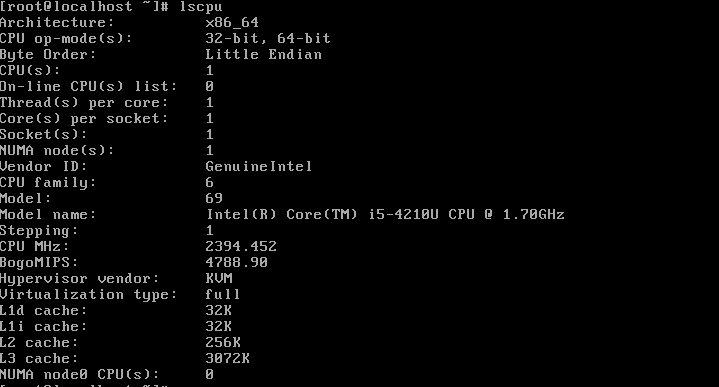 [root@localhost ~]# lscpu
Architecture:          x86_64
CPU op-mode(s):        32-bit, 64-bit
Byte Order:            Little Endian
CPU(s):                1
On-line CPU(s) list:   0
Thread(s) per core:    1
Core(s) per socket:    1
Socket(s):             1
NUMA node(s):          1
Vendor ID:             GenuineIntel
CPU family:            6
Model:                 69
Model name:            Intel(R) Core(TM) i5-4210U CPU @ 1.70GHz
Stepping:              1
CPU MHz:               2394.452
BogoMIPS:              4788.90
Hypervisor vendor:     KVM
Virtualization type:   full
L1d cache:             32K
L1i cache:             32K
L2 cache:              256K
L3 cache:              3072K
NUMA node0 CPU(s):     0
[root@localhost ~]#